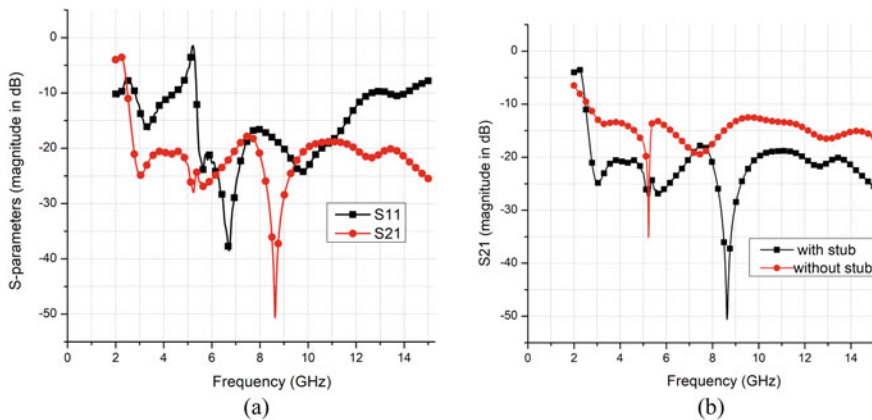 0
-10
-20
-30
-40
-50
S-parameters (magnitude in dB)
S11
S21
0 2 4 6 8 10 12 14
Frequency (GHz)
(a)
0
-10
-20
-30
-40
-50
S21 (magnitude in dB)
with stub
without stub
0 2 4 6 8 10 12 14
Frequency (GHz)
(b)